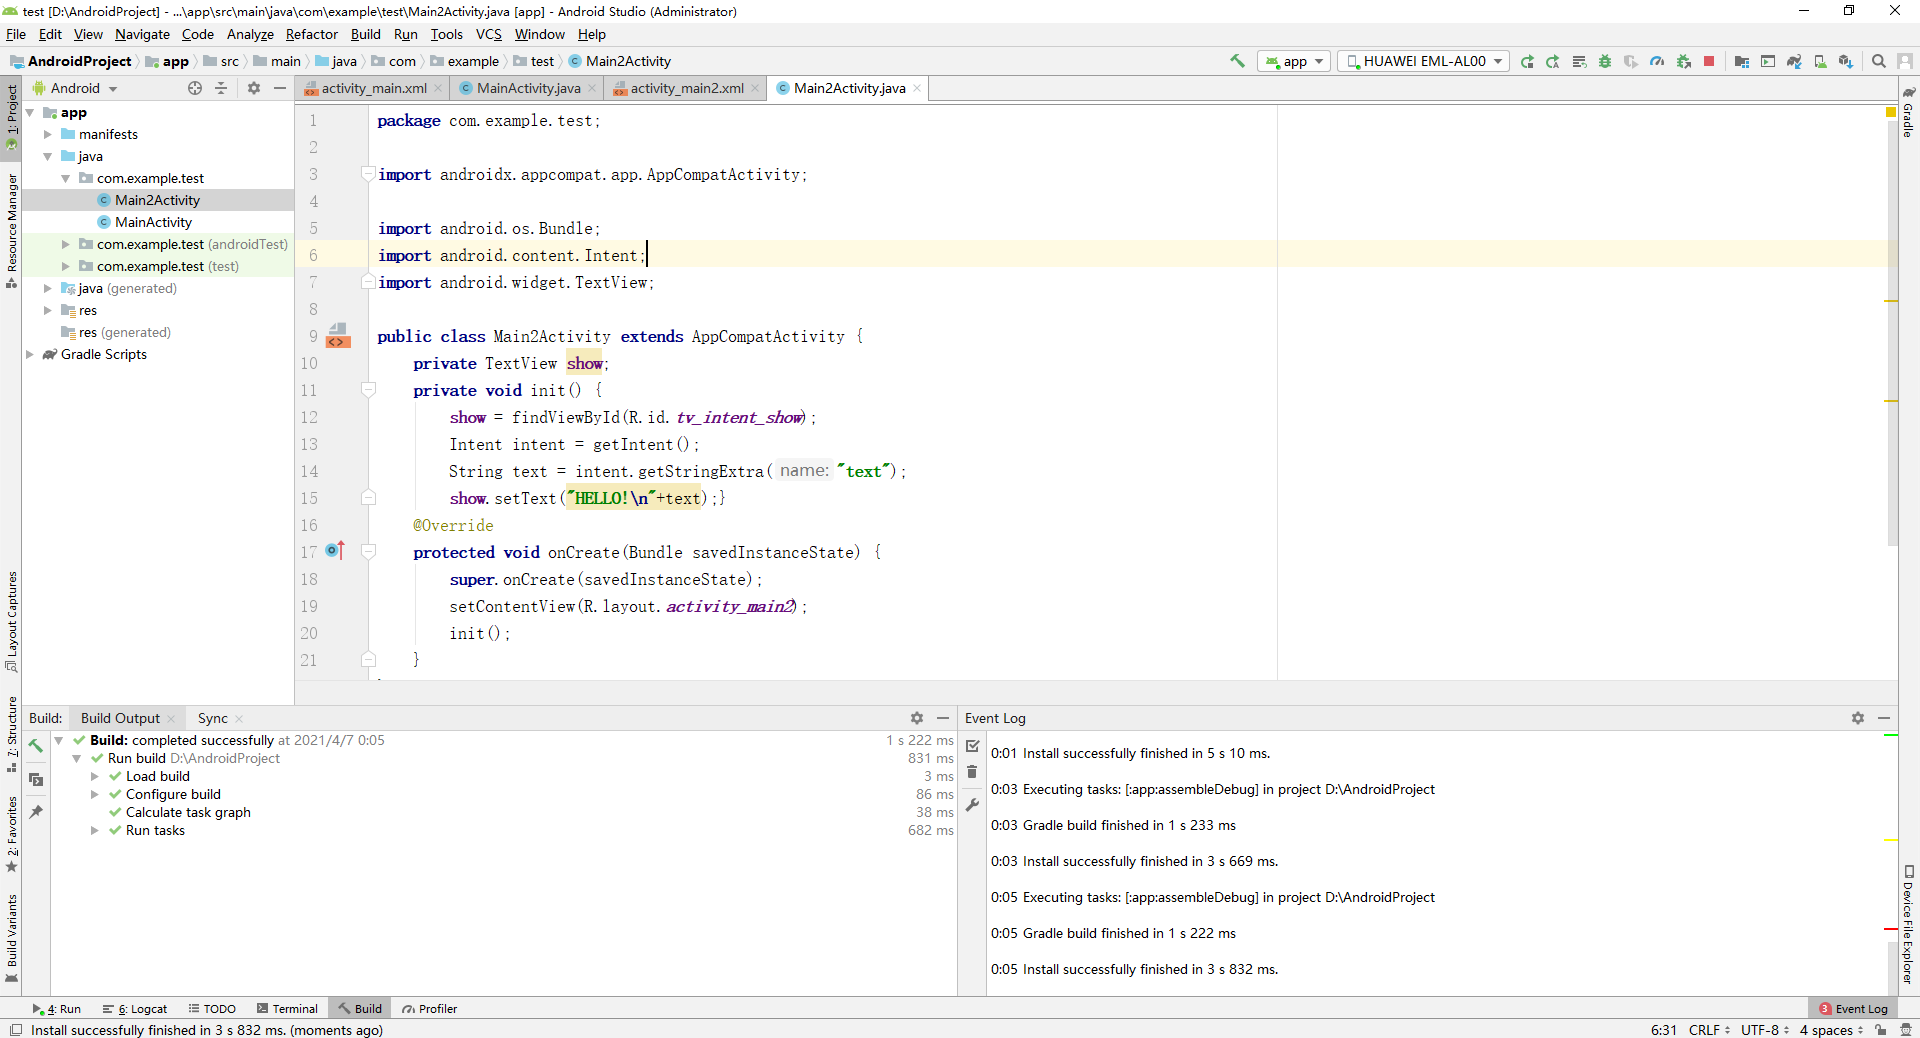 test [D:\AndroidProject] - ...\app\src\main\java\com\example\test\Main2Activity.java [app] - Android Studio (Administrator)
File Edit View Navigate Code Analyze Refactor Build Run Tools VCS Window Help
AndroidProject app src main java com example test Main2Activity
app HUAWEI EML-AL00
Android
activity_main.xml MainActivity.java activity_main2.xml Main2Activity.java
1: Project
Resource Manager
Layout Captures
7: Structure
2: Favorites
Build Variants
app
manifests
java
com.example.test
Main2Activity
MainActivity
com.example.test (androidTest)
com.example.test (test)
java (generated)
res
res (generated)
Gradle Scripts
1 package com.example.test;
2
3 import androidx.appcompat.app.AppCompatActivity;
4
5 import android.os.Bundle;
6 import android.content.Intent;
7 import android.widget.TextView;
8
9 public class Main2Activity extends AppCompatActivity {
10 private TextView show;
11 private void init() {
12 show = findViewById(R.id.tv_intent_show);
13 Intent intent = getIntent();
14 String text = intent.getStringExtra( name: "text");
15 show.setText("HELLO!\n"+text);}
16 @Override
17 protected void onCreate(Bundle savedInstanceState) {
18 super.onCreate(savedInstanceState);
19 setContentView(R.layout.activity_main2);
20 init();
21 }
Gradle
Device File Explorer
Build: Build Output Sync
Build: completed successfully at 2021/4/7 0:05 1 s 222 ms
Run build D:\AndroidProject 831 ms
Load build 3 ms
Configure build 86 ms
Calculate task graph 38 ms
Run tasks 682 ms
Event Log
0:01 Install successfully finished in 5 s 10 ms.
0:03 Executing tasks: [:app:assembleDebug] in project D:\AndroidProject
0:03 Gradle build finished in 1 s 233 ms
0:03 Install successfully finished in 3 s 669 ms.
0:05 Executing tasks: [:app:assembleDebug] in project D:\AndroidProject
0:05 Gradle build finished in 1 s 222 ms
0:05 Install successfully finished in 3 s 832 ms.
4: Run 6: Logcat TODO Terminal Build Profiler 3 Event Log
Install successfully finished in 3 s 832 ms. (moments ago) 6:31 CRLF UTF-8 4 spaces